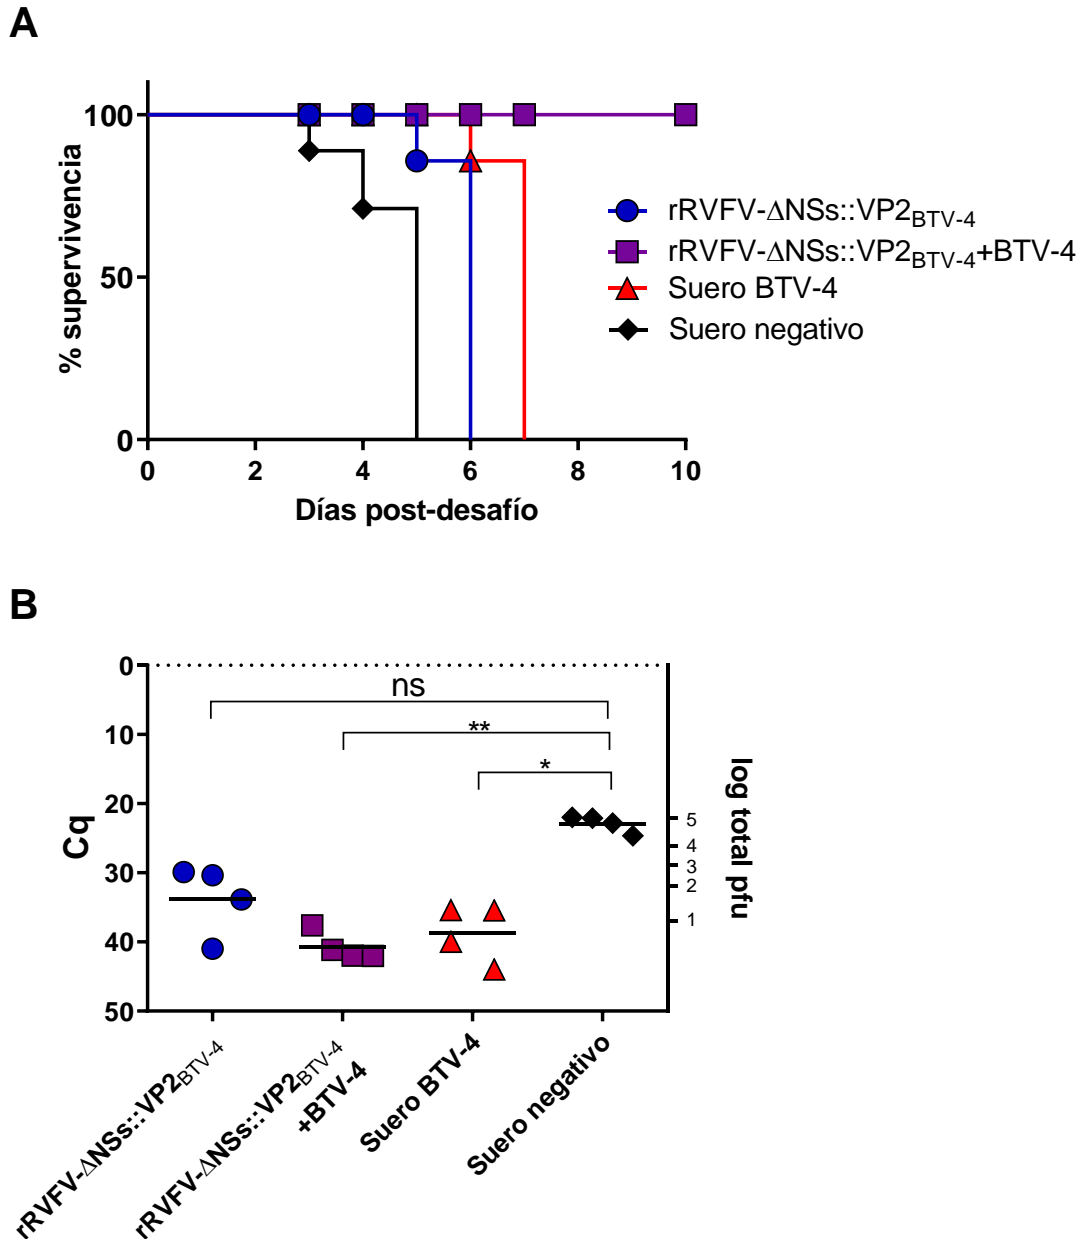 A
% supervivencia
100
50
0
0 2 4 6 8 10
Días post-desafío
rRVFV-ΔNSs::VP2BTV-4
rRVFV-ΔNSs::VP2BTV-4+BTV-4
Suero BTV-4
Suero negativo
B
Cq
0
10
20
30
40
50
ns
**
*
5
4
3
2
1
log total pfu
rRVFV-ΔNSs::VP2BTV-4
rRVFV-ΔNSs::VP2BTV-4
+BTV-4
Suero BTV-4
Suero negativo